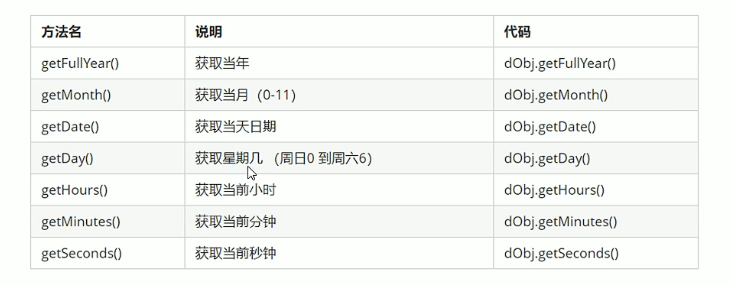 方法名 说明 代码
getFullYear() 获取当年 dObj.getFullYear()
getMonth() 获取当月（0-11） dObj.getMonth()
getDate() 获取当天日期 dObj.getDate()
getDay() 获取星期几 （周日0 到周六6） dObj.getDay()
getHours() 获取当前小时 dObj.getHours()
getMinutes() 获取当前分钟 dObj.getMinutes()
getSeconds() 获取当前秒钟 dObj.getSeconds()